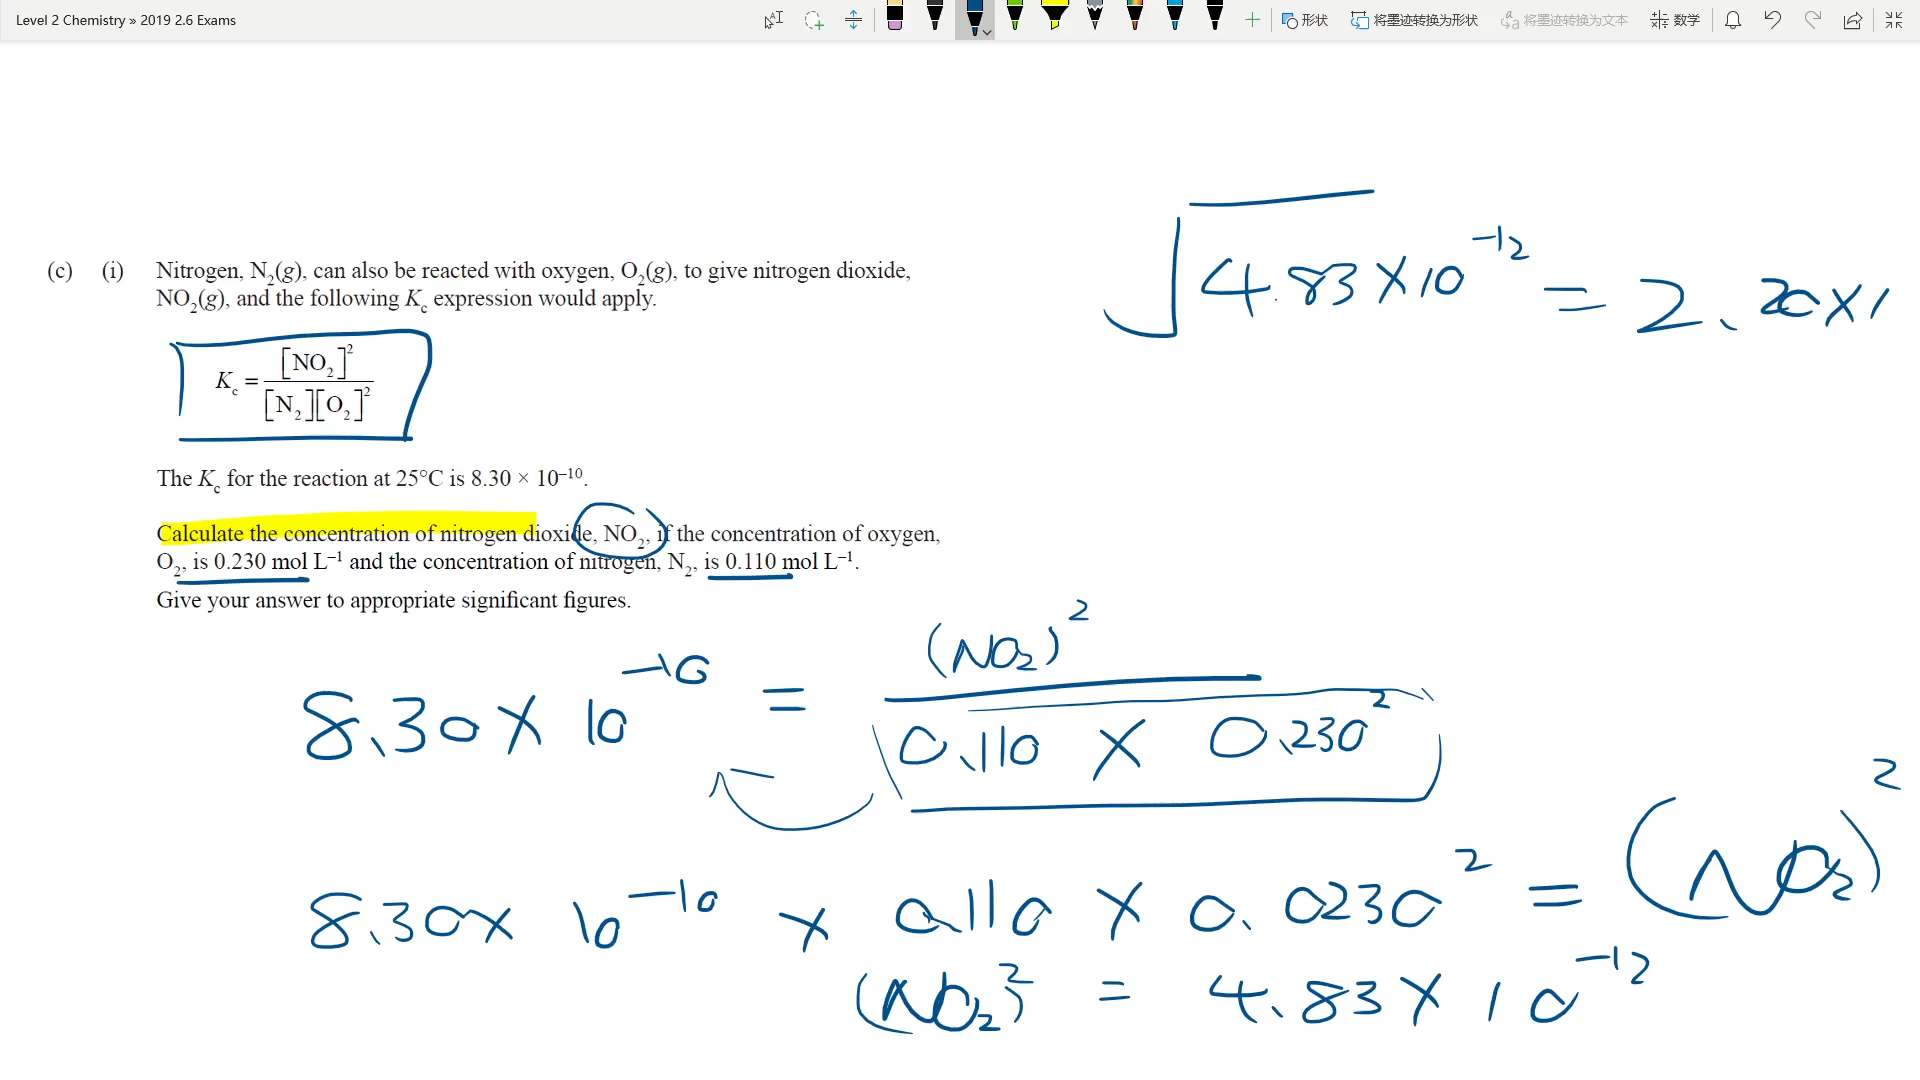 Level 2 Chemistry » 2019 2.6 Exams
形状
将墨迹转换为形状
将墨迹转换为文本
数学
√4.83 X 10⁻¹² = 2.20 X 1
(c) (i) Nitrogen, N₂(g), can also be reacted with oxygen, O₂(g), to give nitrogen dioxide,
NO₂(g), and the following Kc expression would apply.
Kc = [NO₂]² / [N₂][O₂]²
The Kc for the reaction at 25°C is 8.30 × 10⁻¹⁰.
Calculate the concentration of nitrogen dioxide, NO₂, if the concentration of oxygen,
O₂, is 0.230 mol L⁻¹ and the concentration of nitrogen, N₂, is 0.110 mol L⁻¹.
Give your answer to appropriate significant figures.
8.30 X 10⁻¹⁰ = (NO₂)² / 0.110 X 0.230²
8.30 x 10⁻¹⁰ x 0.110 X 0.0230² = (NO₂)²
(NO₂)² = 4.83 X 10⁻¹²